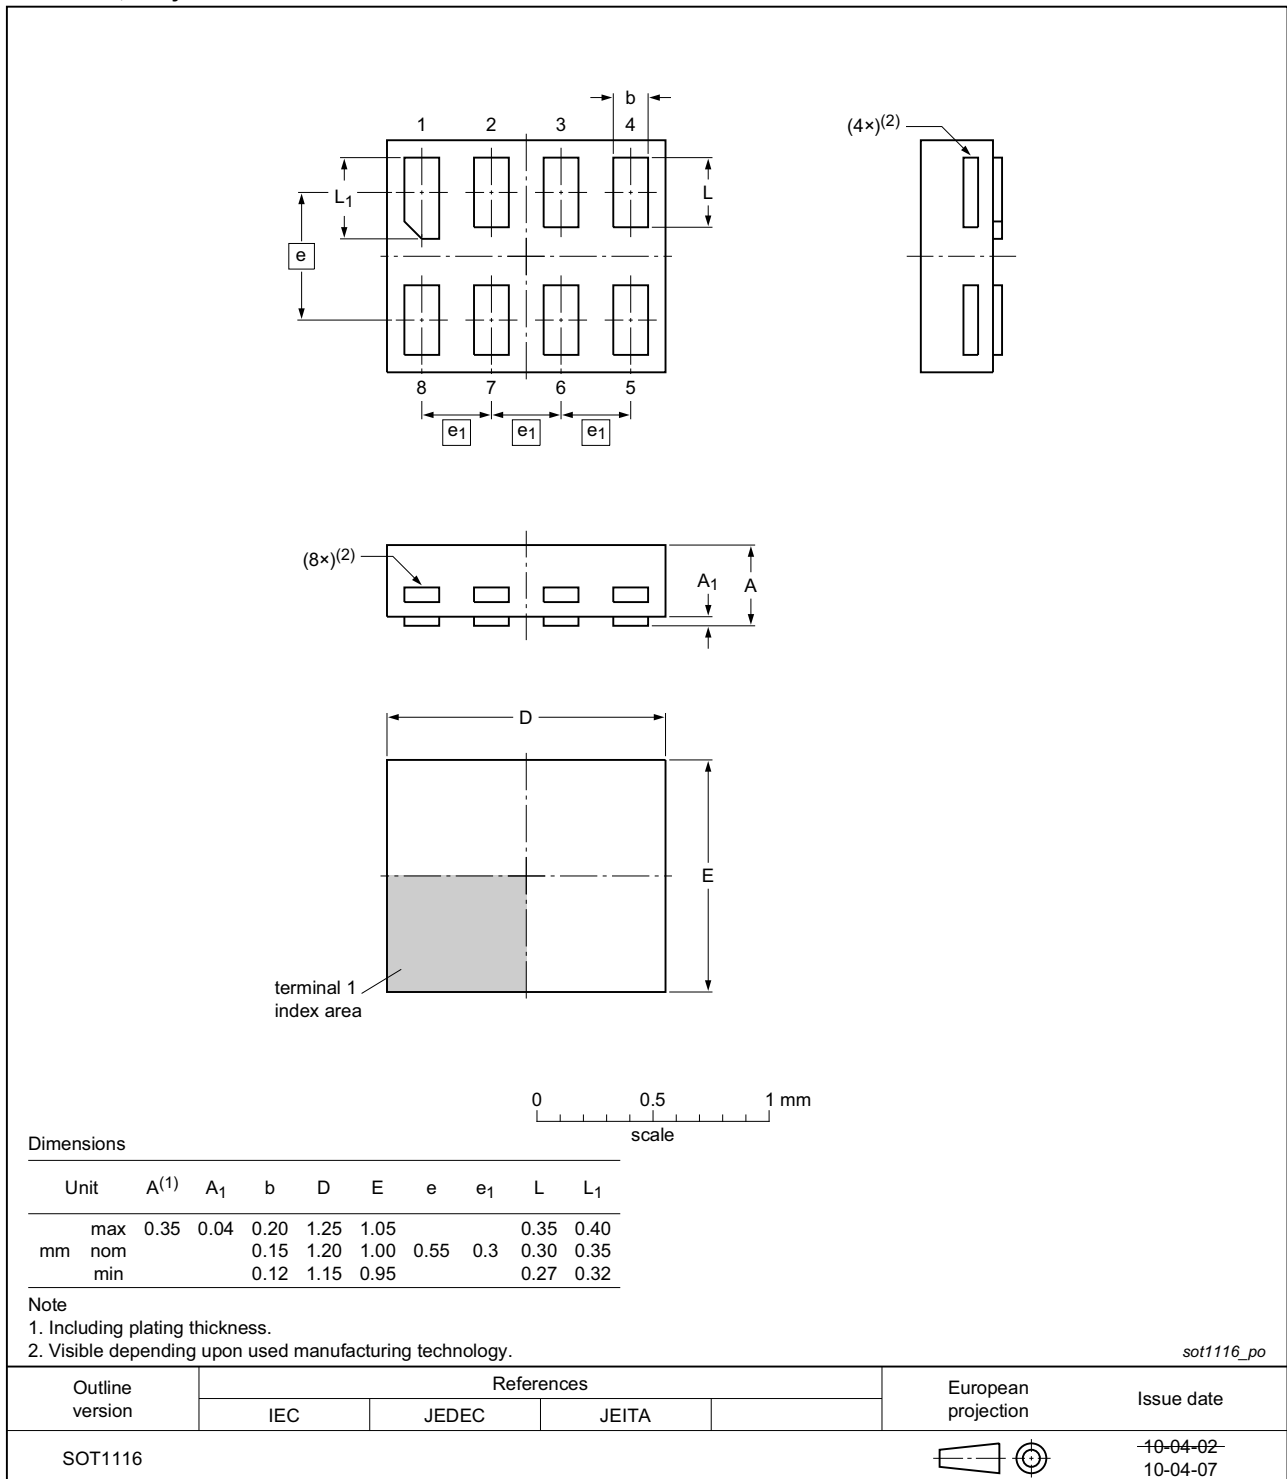 b
1 2 3 4
(4×)(2)
L1
L
e
8 7 6 5
e1 e1 e1
(8×)(2)
A1
A
D
E
terminal 1
index area
0 0.5 1 mm
scale
Dimensions
Unit A(1) A1 b D E e e1 L L1
max 0.35 0.04 0.20 1.25 1.05 0.35 0.40
mm nom 0.15 1.20 1.00 0.55 0.3 0.30 0.35
min 0.12 1.15 0.95 0.27 0.32
Note
1. Including plating thickness.
2. Visible depending upon used manufacturing technology.
sot1116_po
Outline version
References
European projection
Issue date
IEC JEDEC JEITA
SOT1116
10-04-02
10-04-07